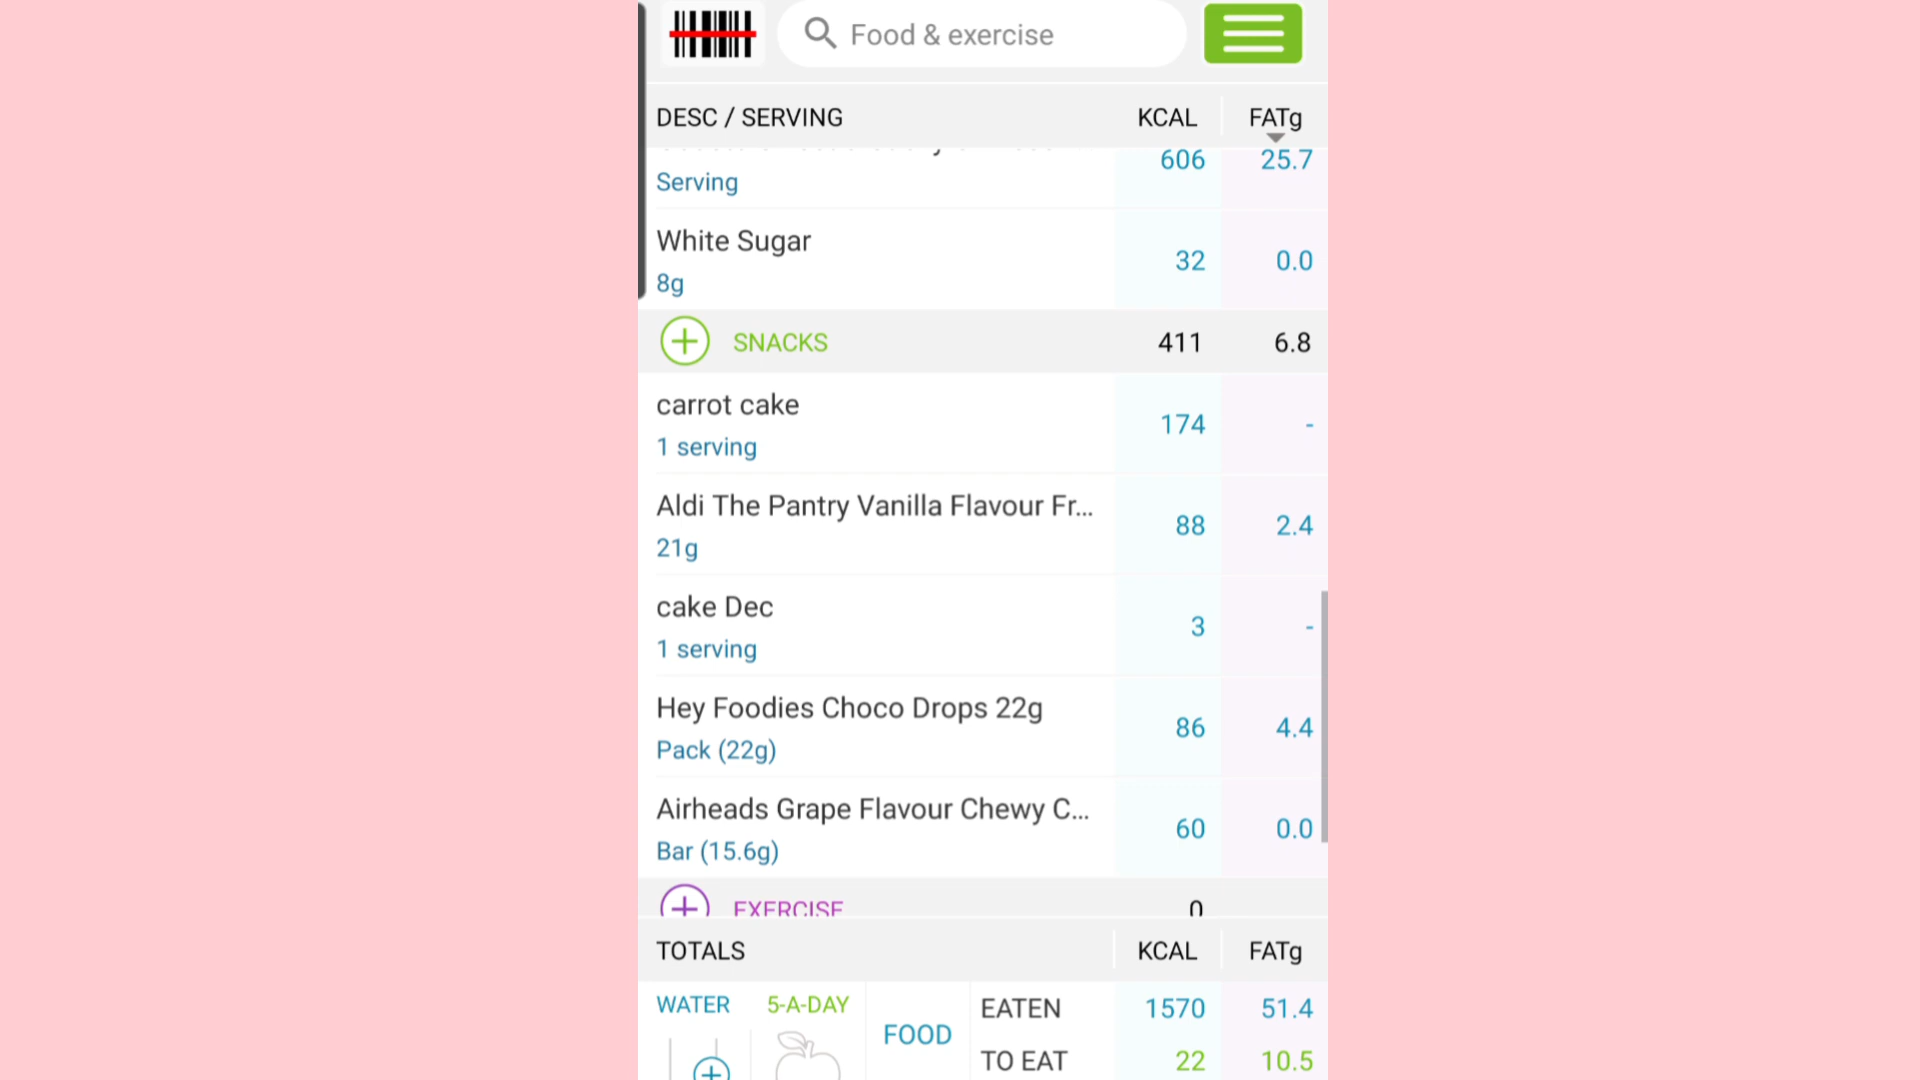 Food & exercise
DESC / SERVING KCAL FATg
606 25.7
Serving
White Sugar
32 0.0
8g
SNACKS 411 6.8
carrot cake
174 -
1 serving
Aldi The Pantry Vanilla Flavour Fr...
88 2.4
21g
cake Dec
3 -
1 serving
Hey Foodies Choco Drops 22g
86 4.4
Pack (22g)
Airheads Grape Flavour Chewy C...
60 0.0
Bar (15.6g)
EXERCISE 0
TOTALS KCAL FATg
WATER 5-A-DAY EATEN 1570 51.4
FOOD
TO EAT 22 10.5